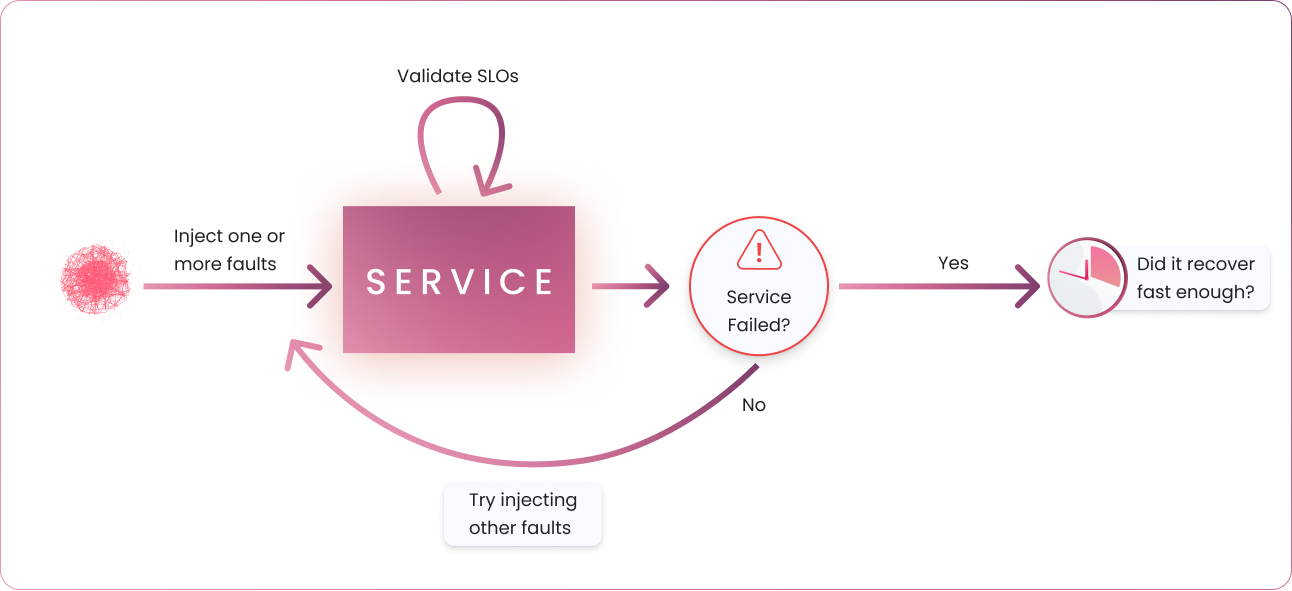 Validate SLOs
Inject one or
more faults
SERVICE
Service
Failed?
Yes
Did it recover
fast enough?
No
Try injecting
other faults